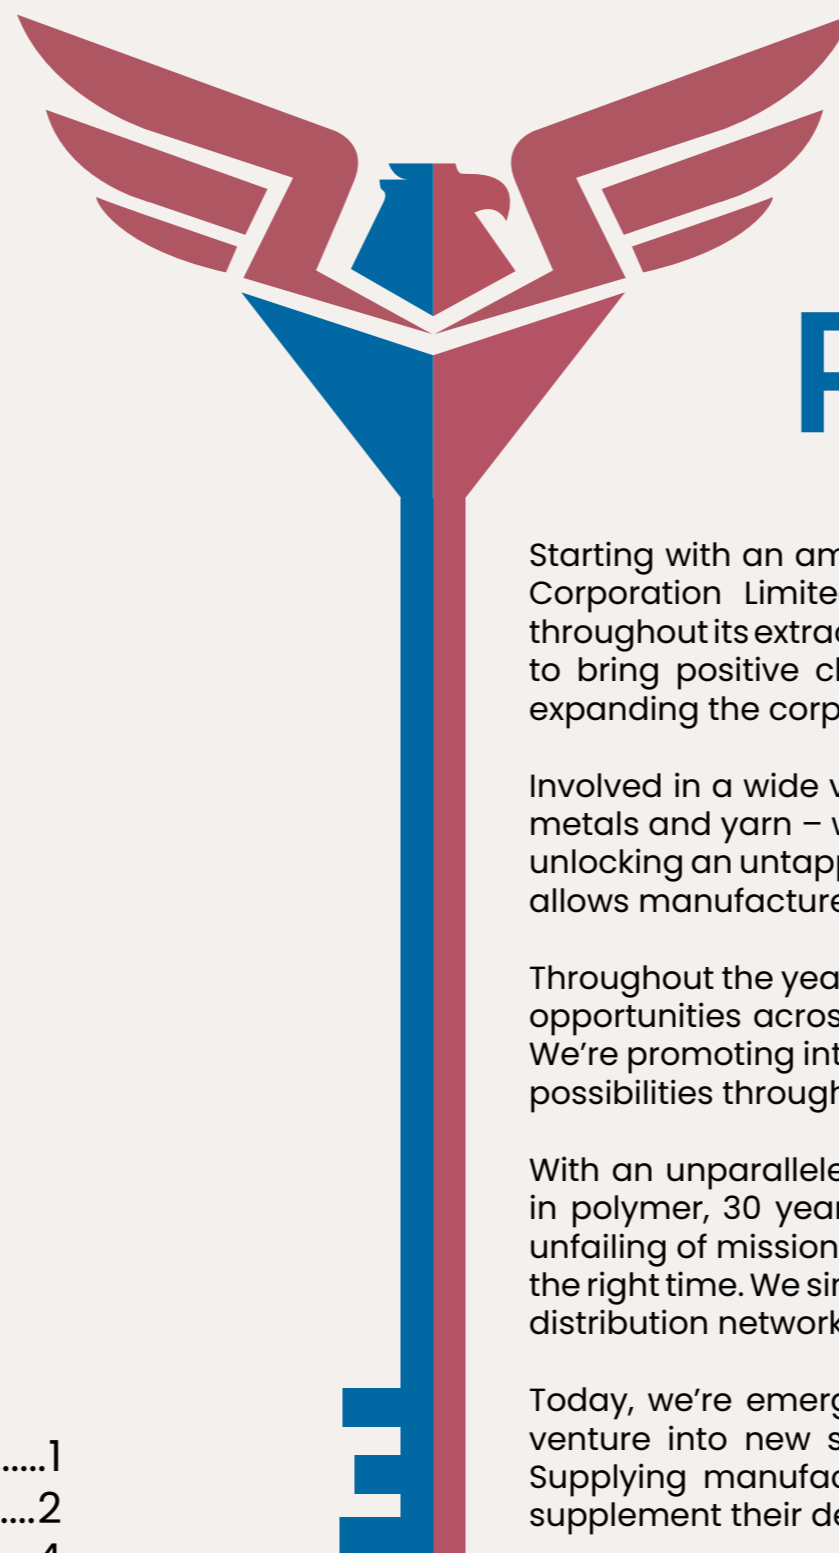 P
Starting with an am
Corporation Limite
throughout its extrac
to bring positive ch
expanding the corp
Involved in a wide v
metals and yarn – w
unlocking an untapp
allows manufacture
Throughout the yea
opportunities acros
We're promoting int
possibilities through
With an unparallele
in polymer, 30 year
unfailing of mission
the right time. We sin
distribution network
Today, we're emerg
venture into new s
Supplying manufac
supplement their de
......1
....2
4